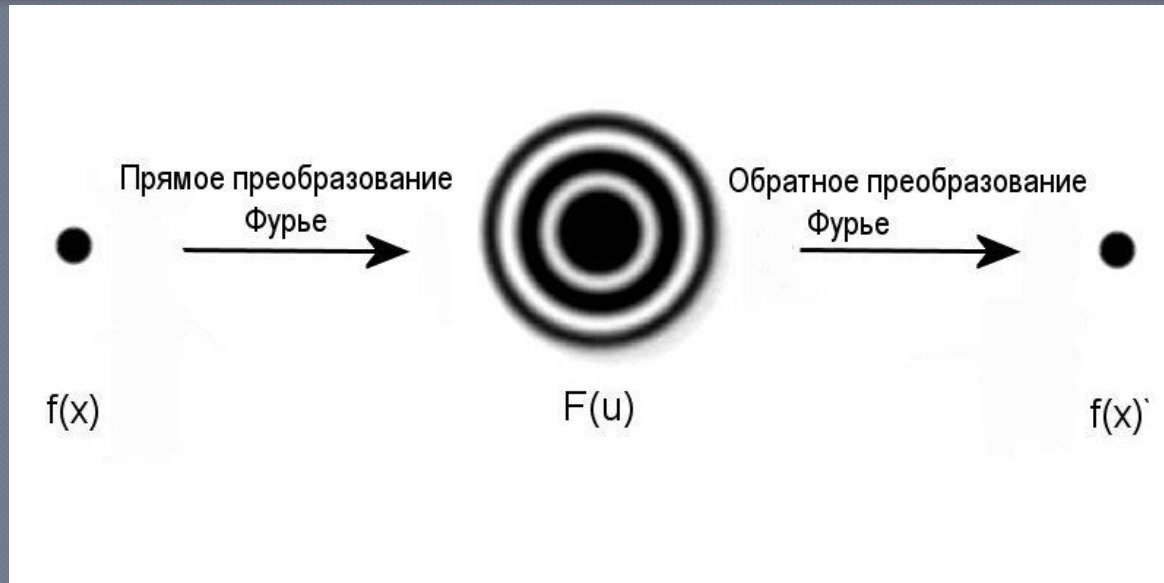 Прямое преобразование
Фурье
Обратное преобразование
Фурье
f(x)
F(u)
f(x)`